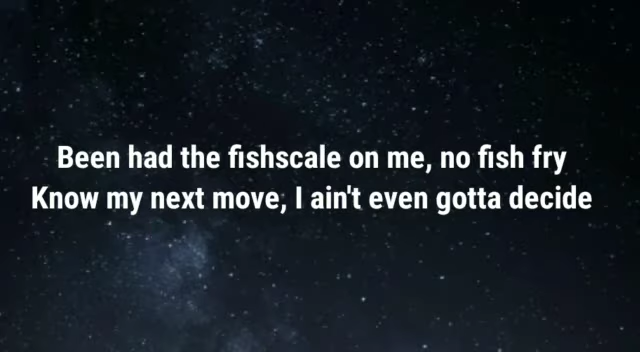 Been had the fishscale on me, no fish fry
Know my next move, I ain't even gotta decide